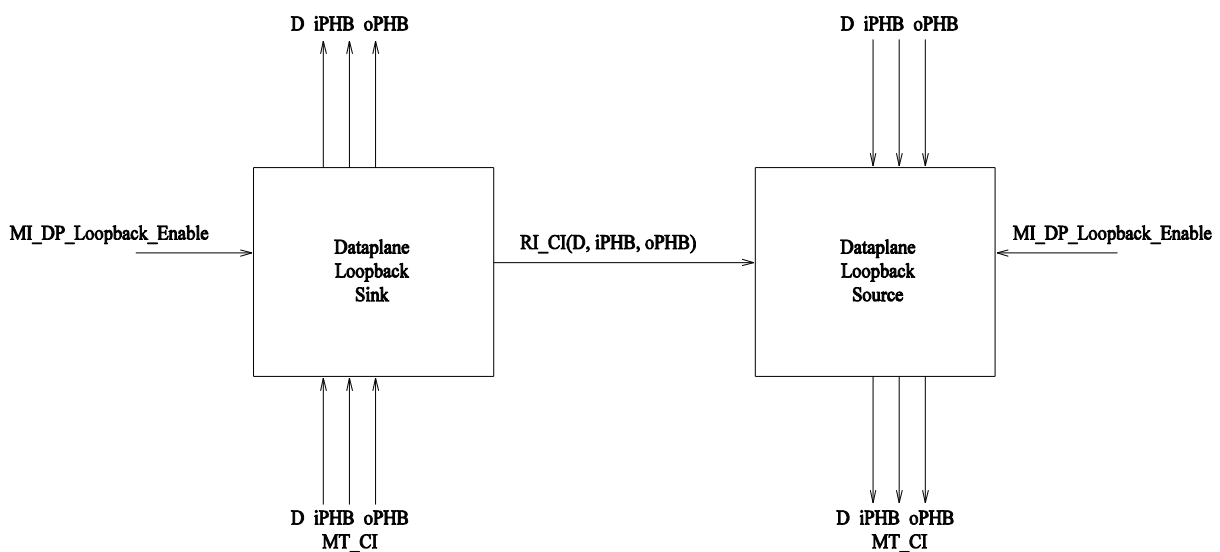 D iPHB oPHB
D iPHB oPHB
MI_DP_Loopback_Enable
Dataplane
Loopback
Sink
RI_CI(D, iPHB, oPHB)
Dataplane
Loopback
Source
MI_DP_Loopback_Enable
D iPHB oPHB
MT_CI
D iPHB oPHB
MT_CI